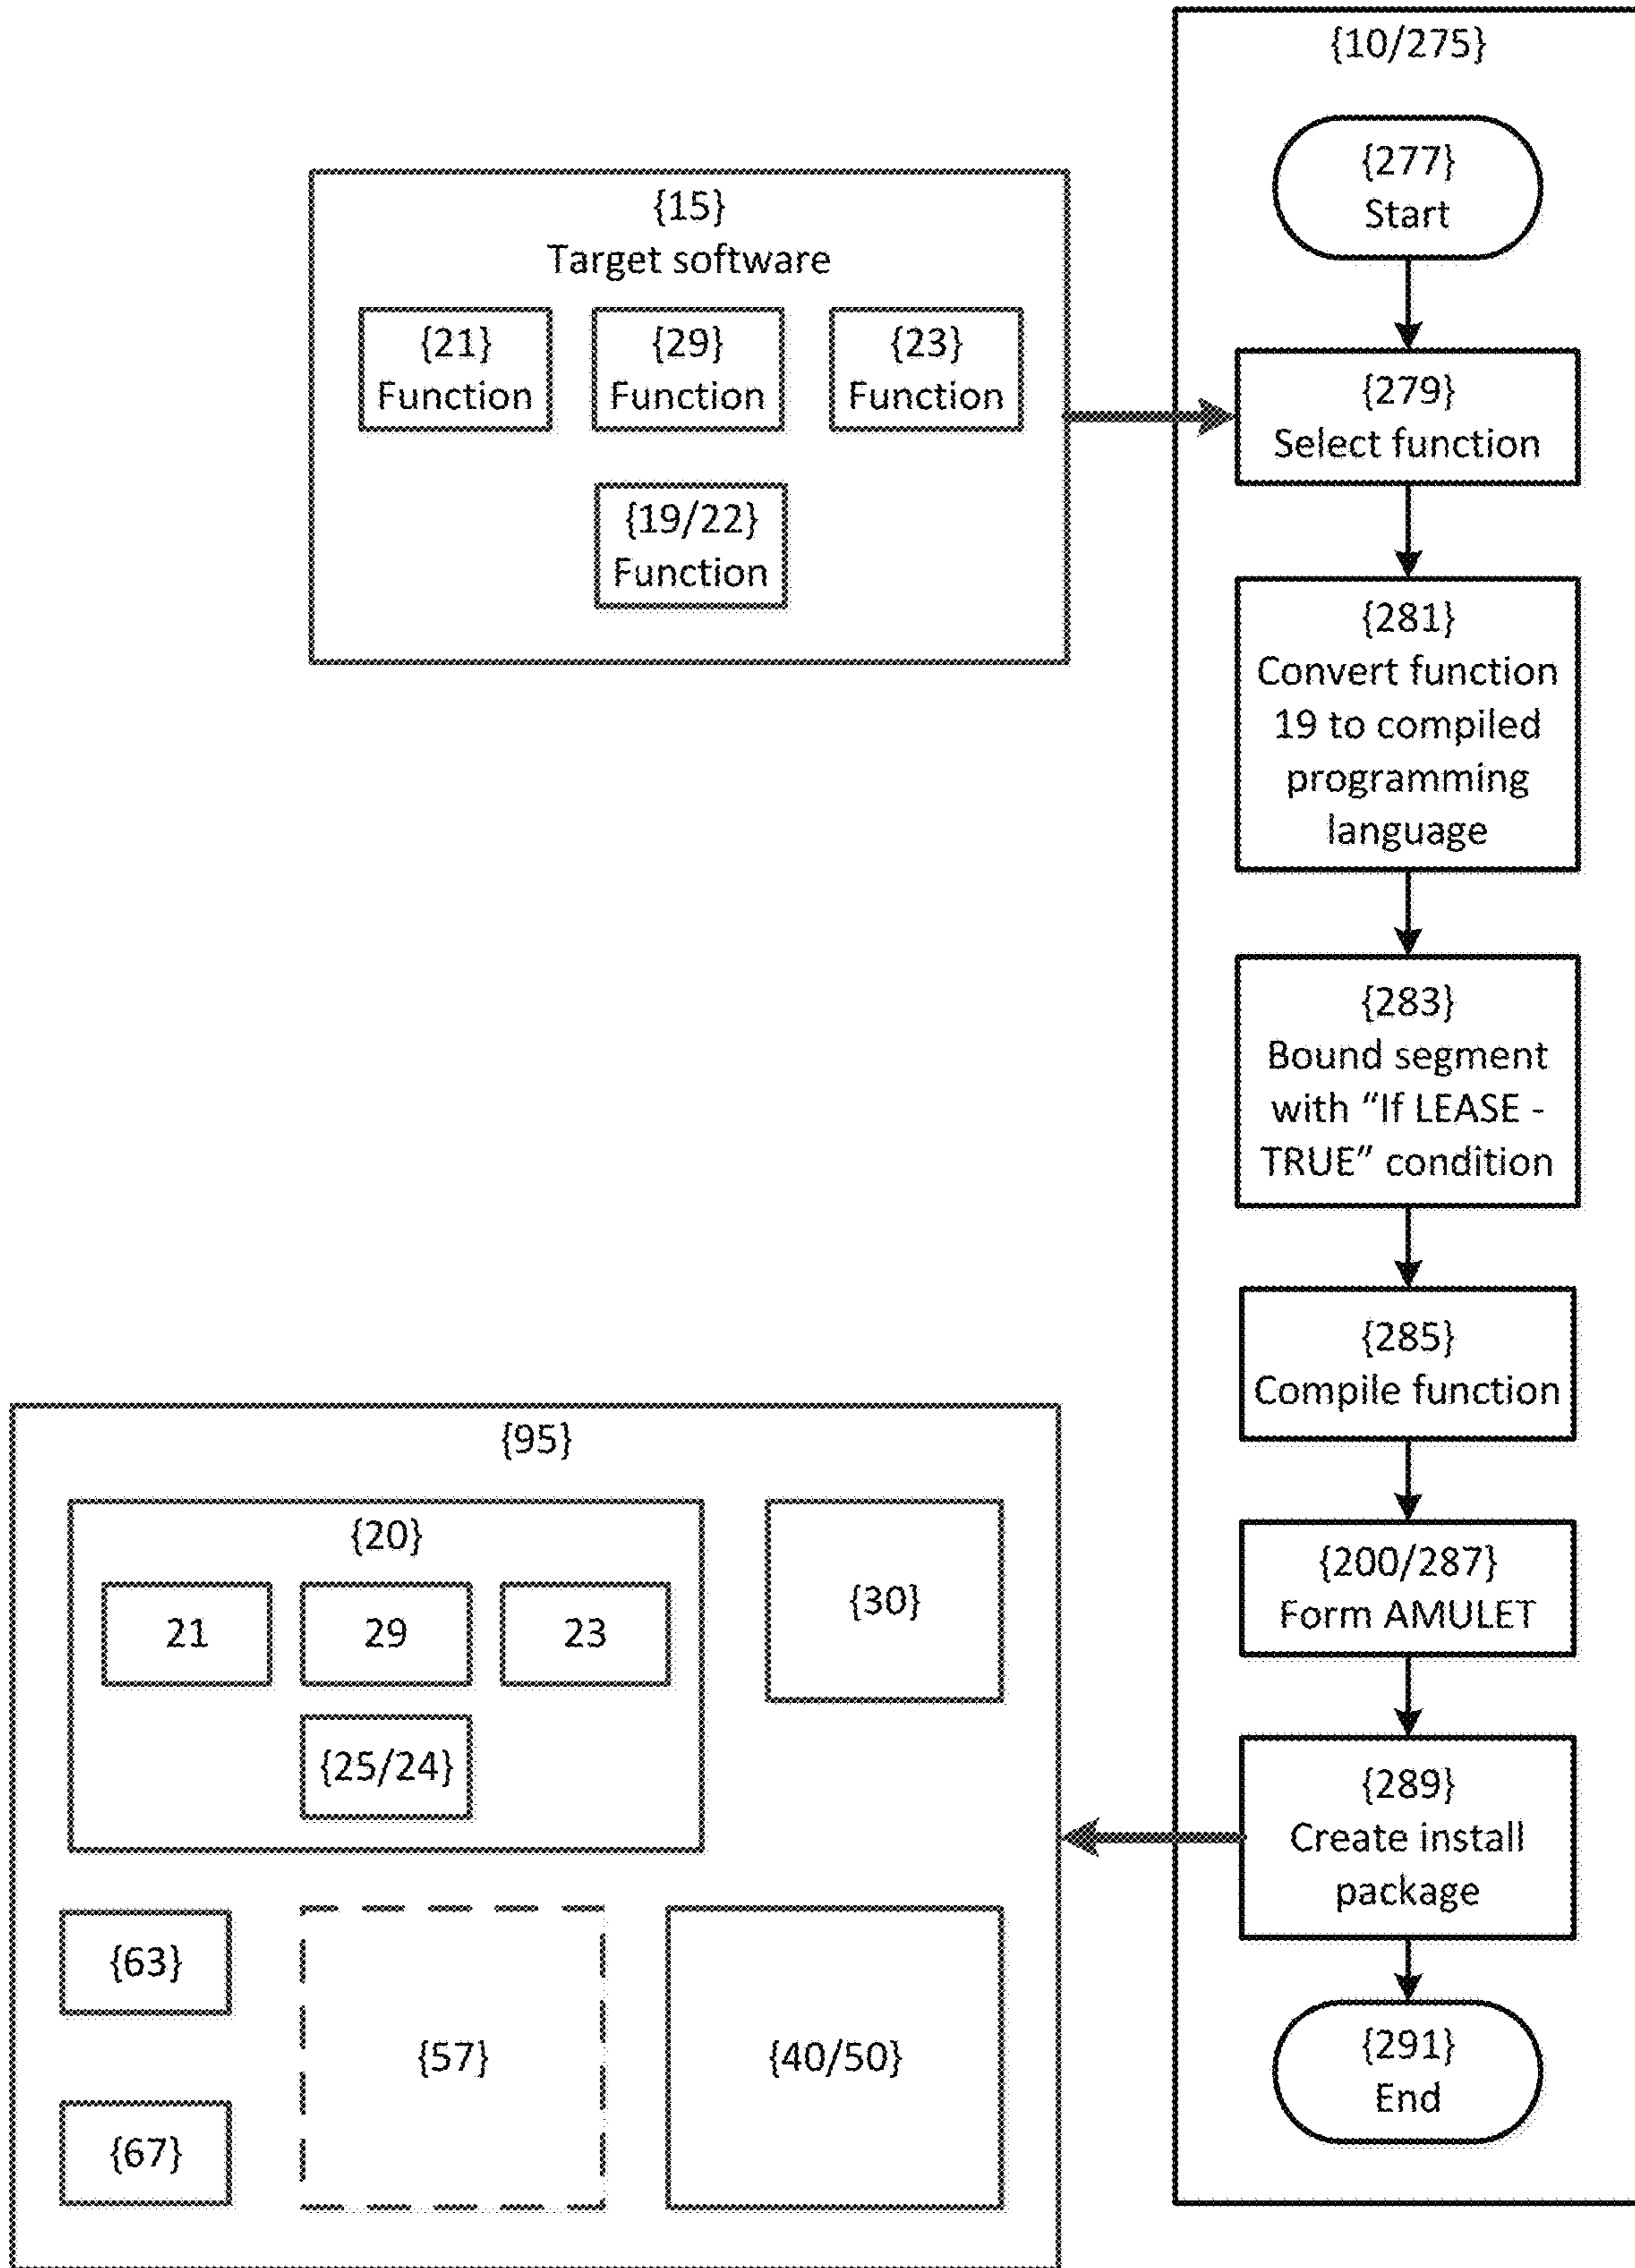 {10/275}
{277}
Start
{15}
Target software
{21}
Function
{29}
Function
{23}
Function
{19/22}
Function
{279}
Select function
{281}
Convert function
19 to compiled
programming
language
{283}
Bound segment
with “If LEASE -
TRUE” condition
{285}
Compile function
{200/287}
Form AMULET
{289}
Create install
package
{291}
End
{95}
{20}
21
29
23
{25/24}
{30}
{63}
{57}
{40/50}
{67}